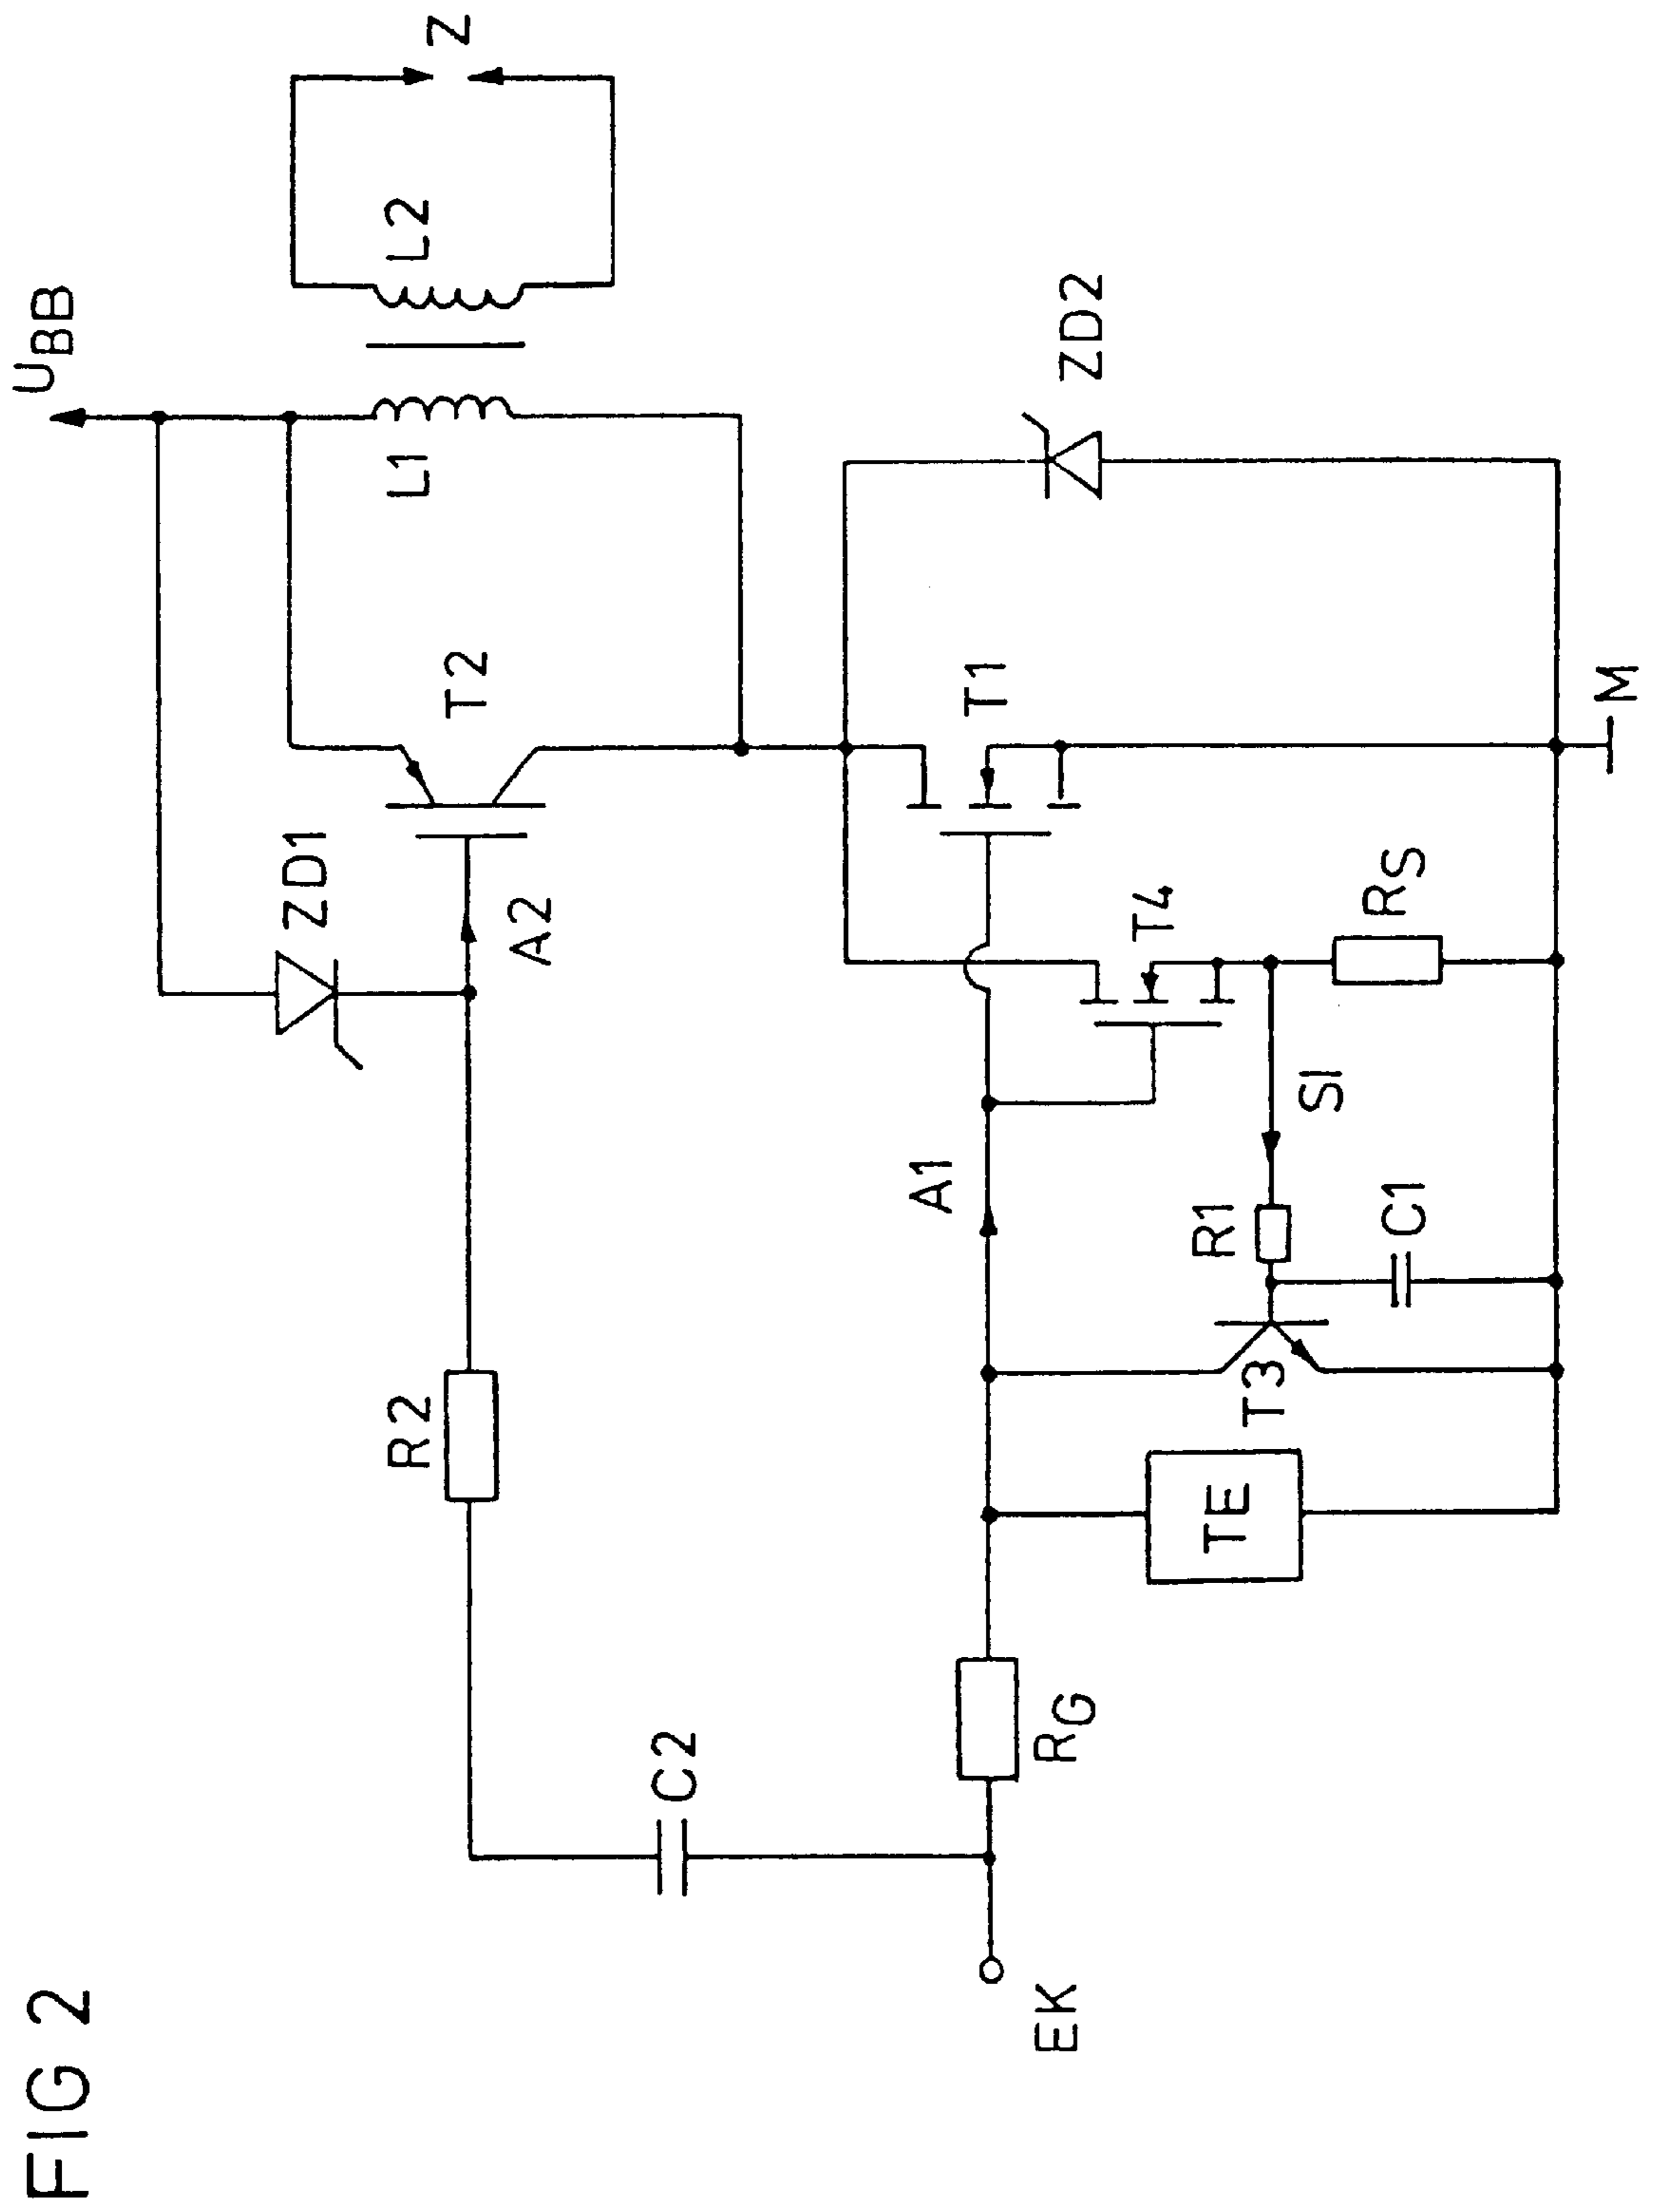 FIG 2
U_BB
Z
L2
L1
T2
ZD1
A2
R2
C2
ZD2
T1
T4
A1
R_S
SI
R1
C1
T3
TE
R_G
EK
M